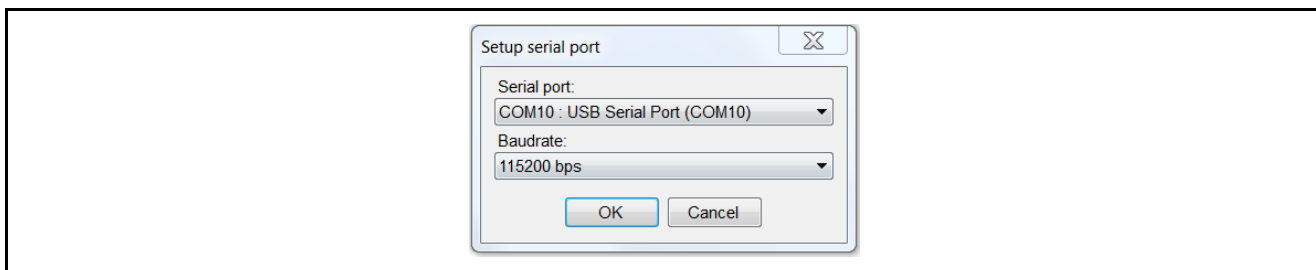 Setup serial port
Serial port:
COM10 : USB Serial Port (COM10)
Baudrate:
115200 bps
OK Cancel